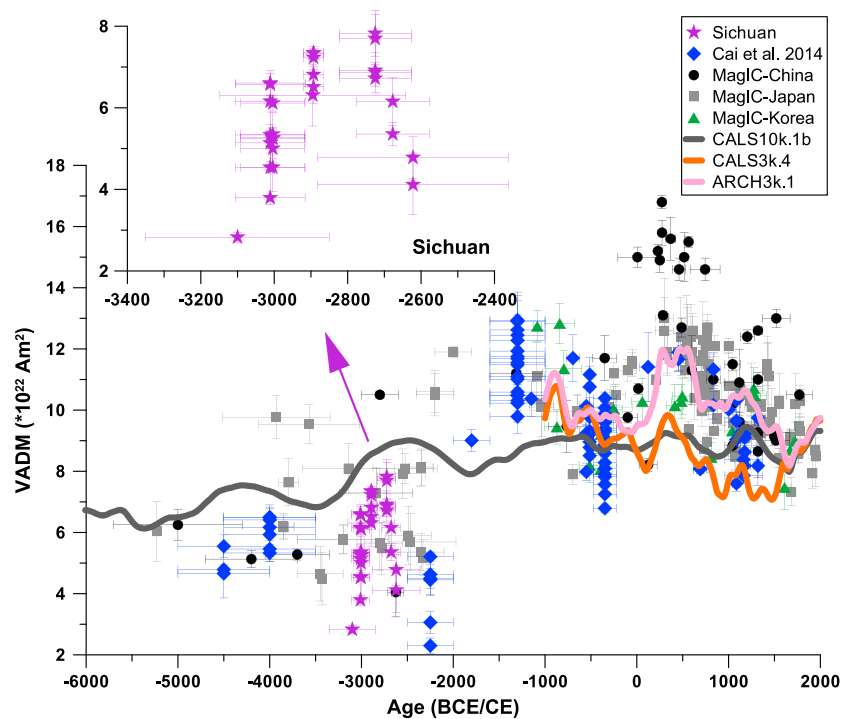 8
6
4
2
-3400 -3200 -3000 -2800 -2600 -2400
Sichuan
Sichuan
Cai et al. 2014
MagIC-China
MagIC-Japan
MagIC-Korea
CALS10k.1b
CALS3k.4
ARCH3k.1
VADM (*10²² Am²)
18
16
14
12
10
8
6
4
2
-6000 -5000 -4000 -3000 -2000 -1000 0 1000 2000
Age (BCE/CE)